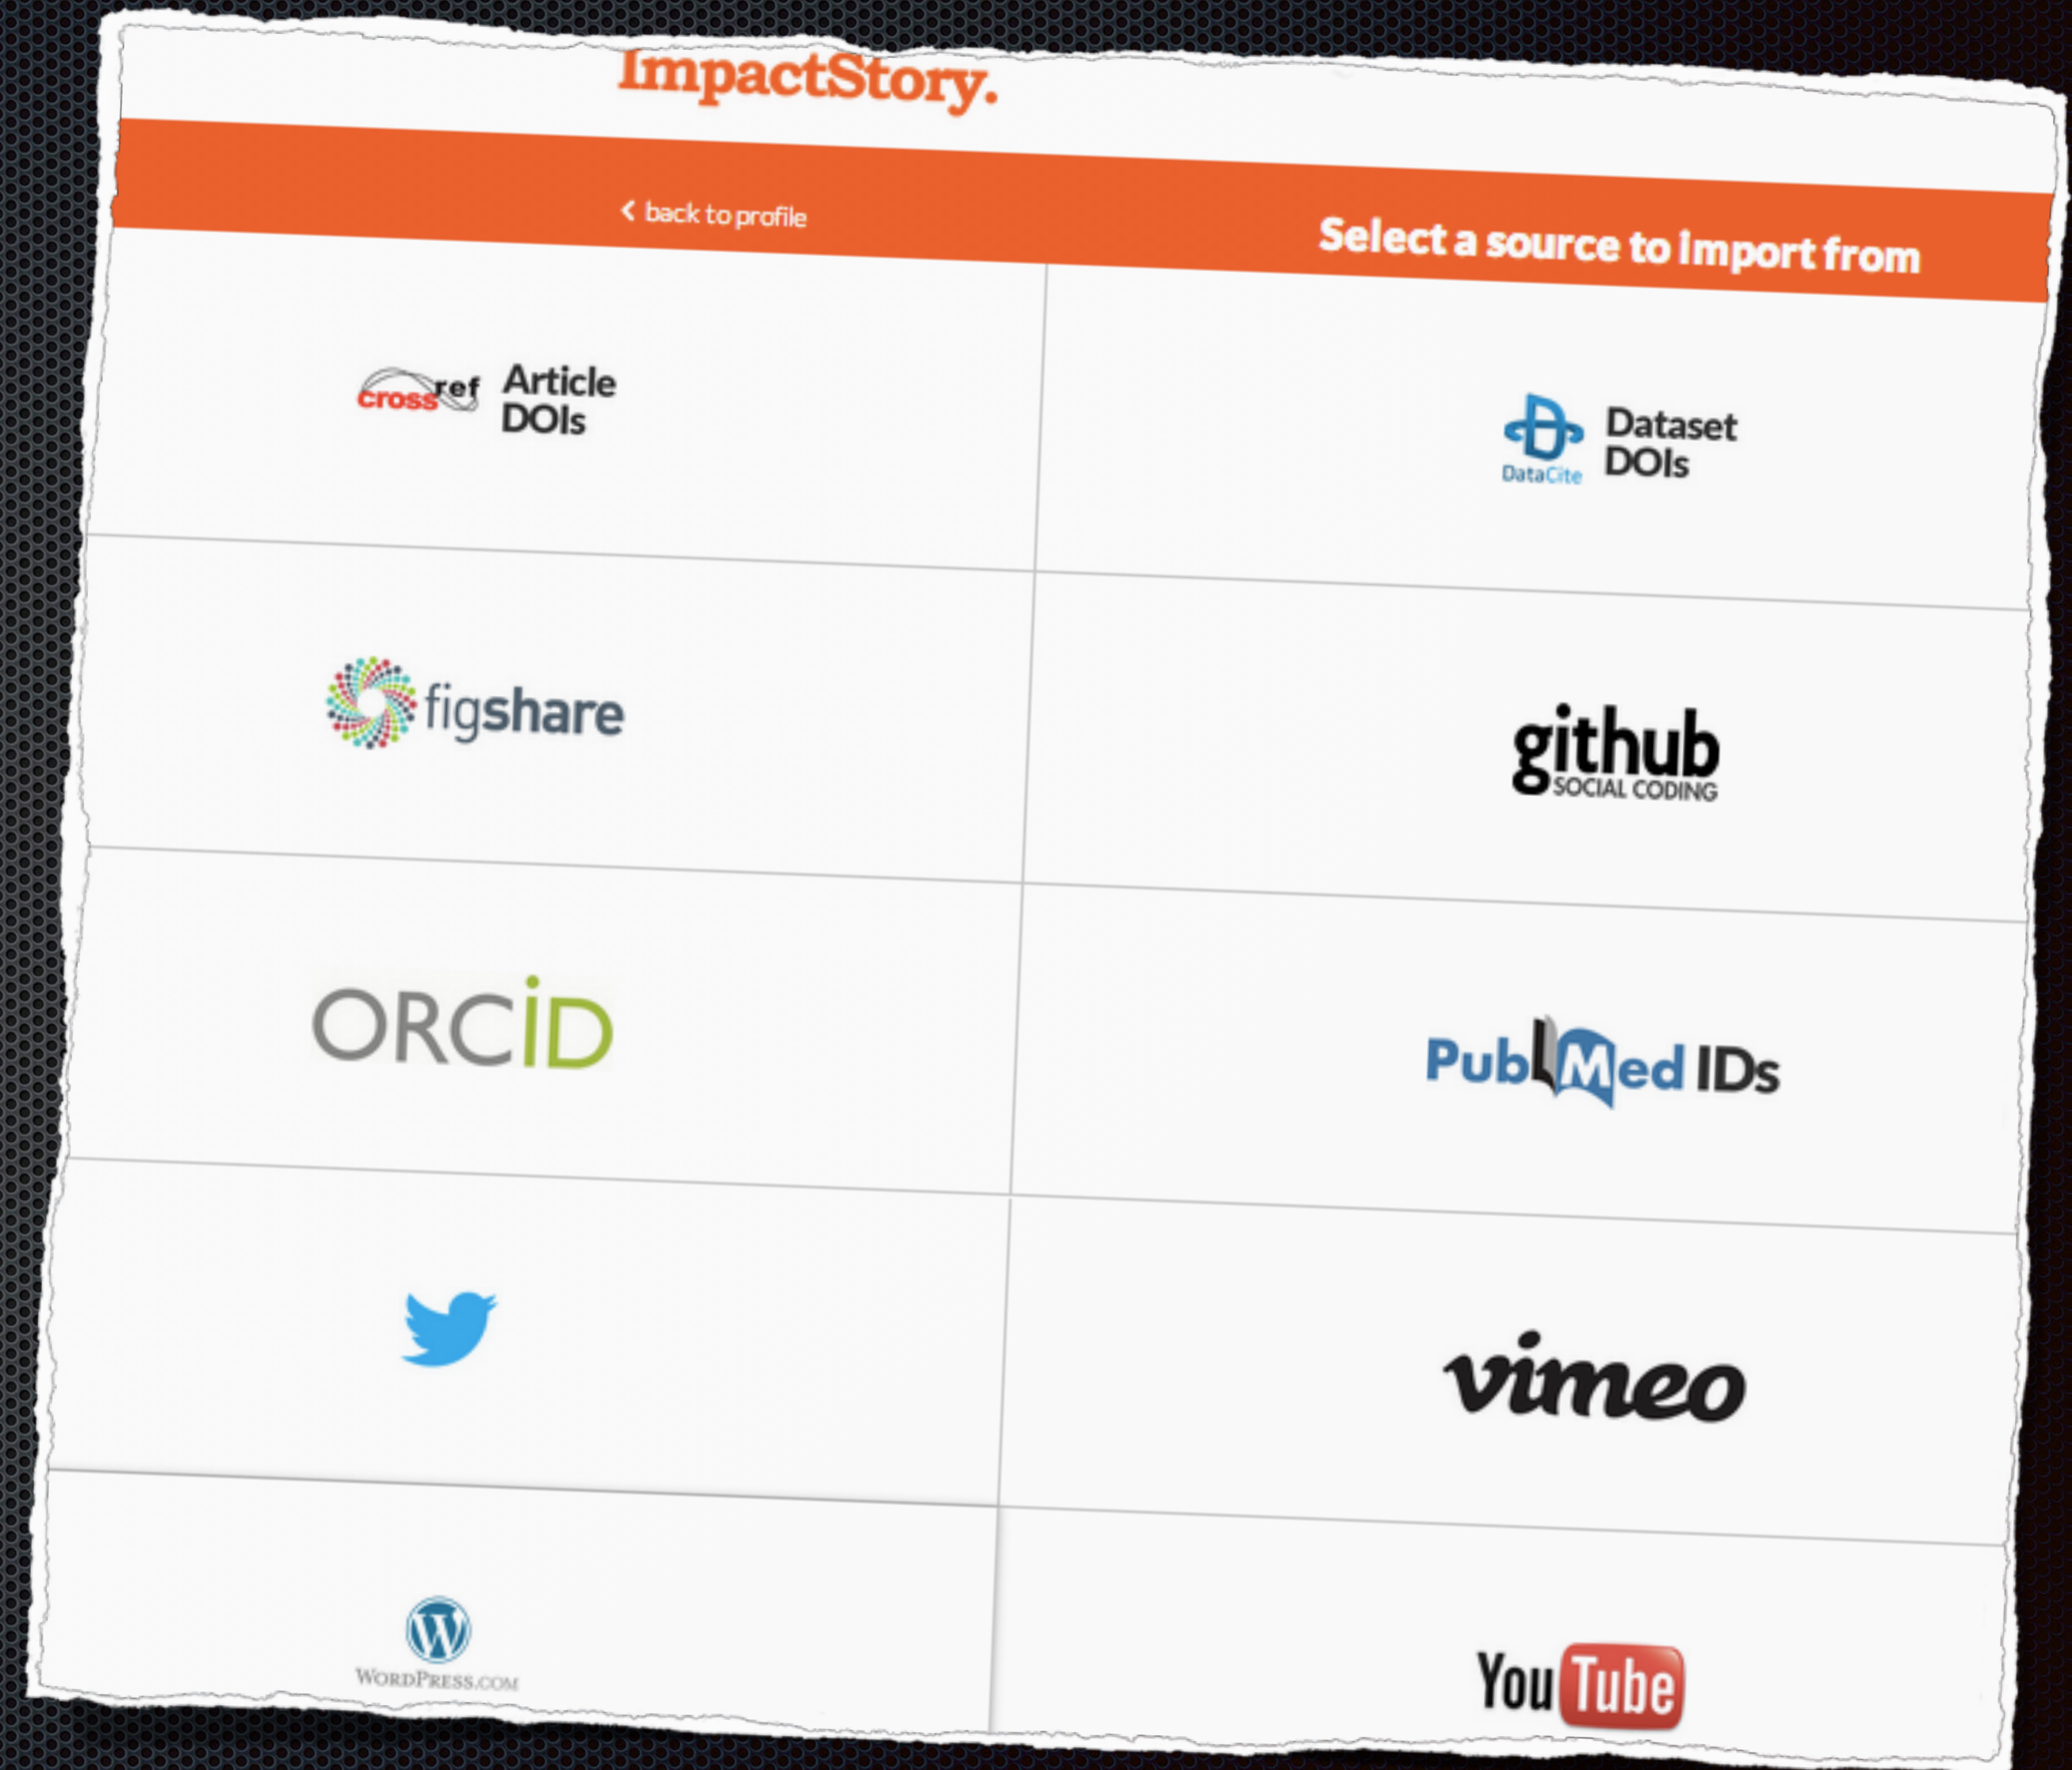 ImpactStory.
back to profile
Select a source to import from
crossref Article DOIs
DataCite Dataset DOIs
figshare
github
SOCIAL CODING
ORCiD
PubMed IDs
vimeo
W
WORDPRESS.COM
YouTube